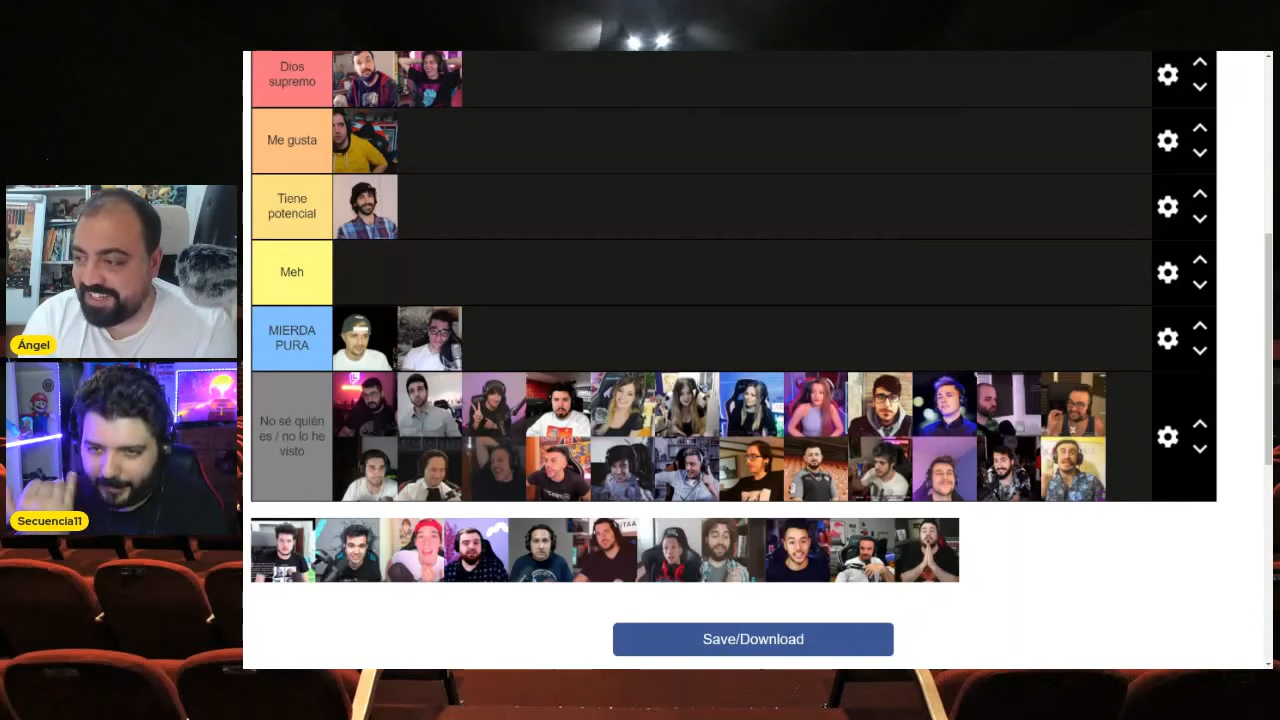 Dios
supremo
Me gusta
Tiene
potencial
Meh
MIERDA
PURA
No sé quién
es / no lo he
visto
Ángel
Secuencia11
Save/Download